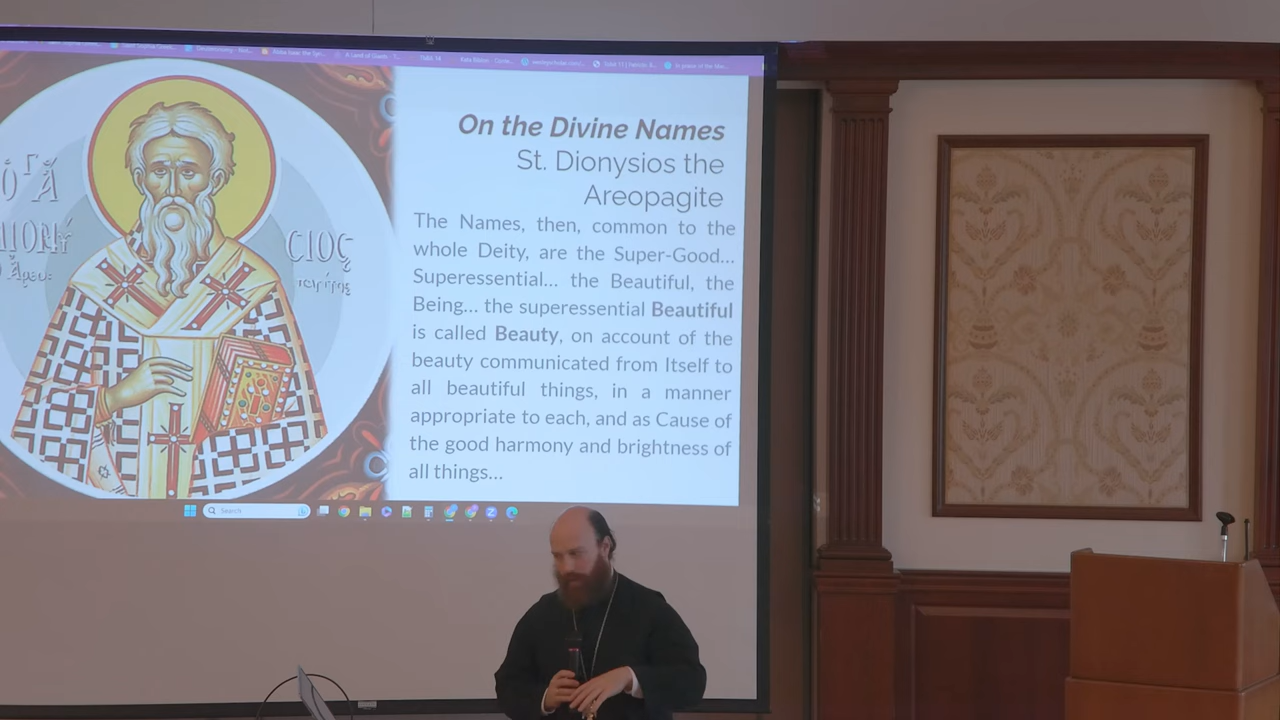 On the Divine Names
St. Dionysios the
Areopagite
The Names, then, common to the
whole Deity, are the Super-Good...
Superessential... the Beautiful, the
Being... the superessential Beautiful
is called Beauty, on account of the
beauty communicated from Itself to
all beautiful things, in a manner
appropriate to each, and as Cause of
the good harmony and brightness of
all things...
CIOC
Search